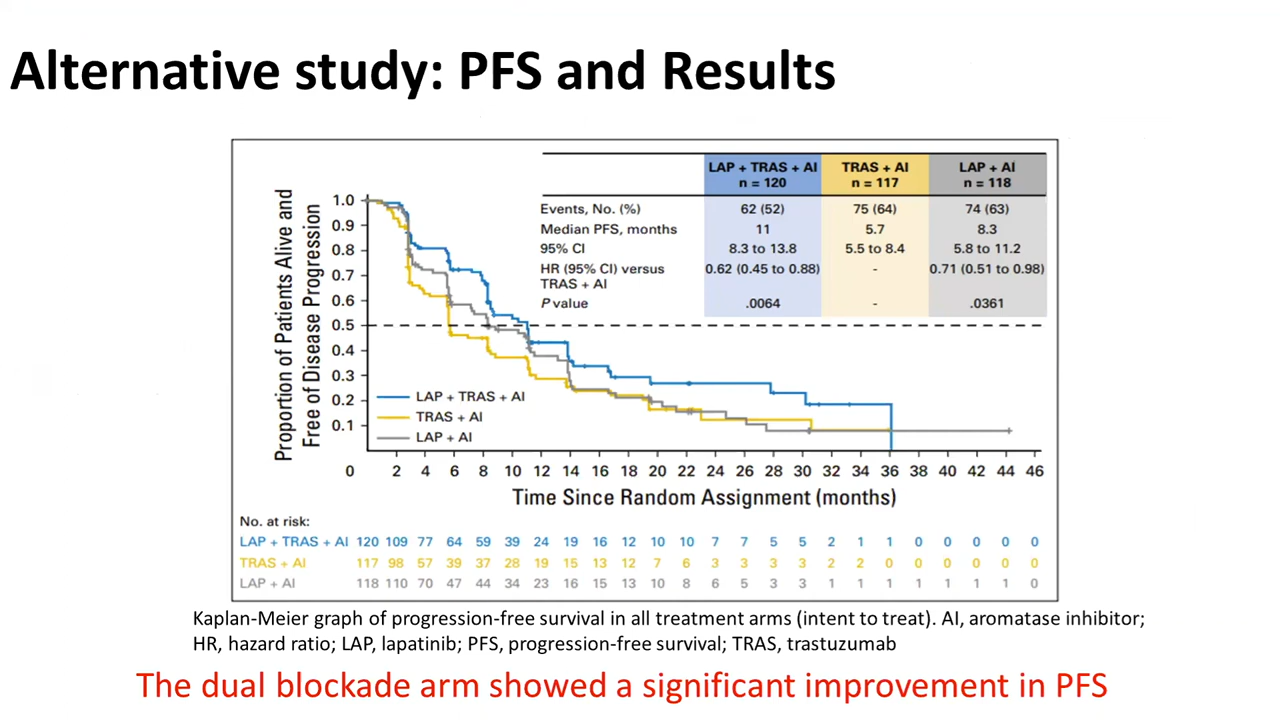 Alternative study: PFS and Results
LAP + TRAS + AI TRAS + AI LAP + AI
n = 120 n = 117 n = 118
Events, No. (%) 62 (52) 75 (64) 74 (63)
Median PFS, months 11 5.7 8.3
95% CI 8.3 to 13.8 5.5 to 8.4 5.8 to 11.2
HR (95% CI) versus 0.62 (0.45 to 0.88) - 0.71 (0.51 to 0.98)
TRAS + AI
P value .0064 - .0361
Proportion of Patients Alive and
Free of Disease Progression
1.0
0.9
0.8
0.7
0.6
0.5
0.4
0.3
0.2
0.1
LAP + TRAS + AI
TRAS + AI
LAP + AI
0 2 4 6 8 10 12 14 16 18 20 22 24 26 28 30 32 34 36 38 40 42 44 46
Time Since Random Assignment (months)
No. at risk:
LAP + TRAS + AI 120 109 77 64 59 39 24 19 16 12 10 10 7 7 5 5 2 1 1 0 0 0 0 0
TRAS + AI 117 98 57 39 37 28 19 15 13 12 7 6 3 3 3 3 2 2 0 0 0 0 0 0
LAP + AI 118 110 70 47 44 34 23 16 15 13 10 8 6 5 3 3 1 1 1 1 1 1 1 0
Kaplan-Meier graph of progression-free survival in all treatment arms (intent to treat). AI, aromatase inhibitor;
HR, hazard ratio; LAP, lapatinib; PFS, progression-free survival; TRAS, trastuzumab
The dual blockade arm showed a significant improvement in PFS